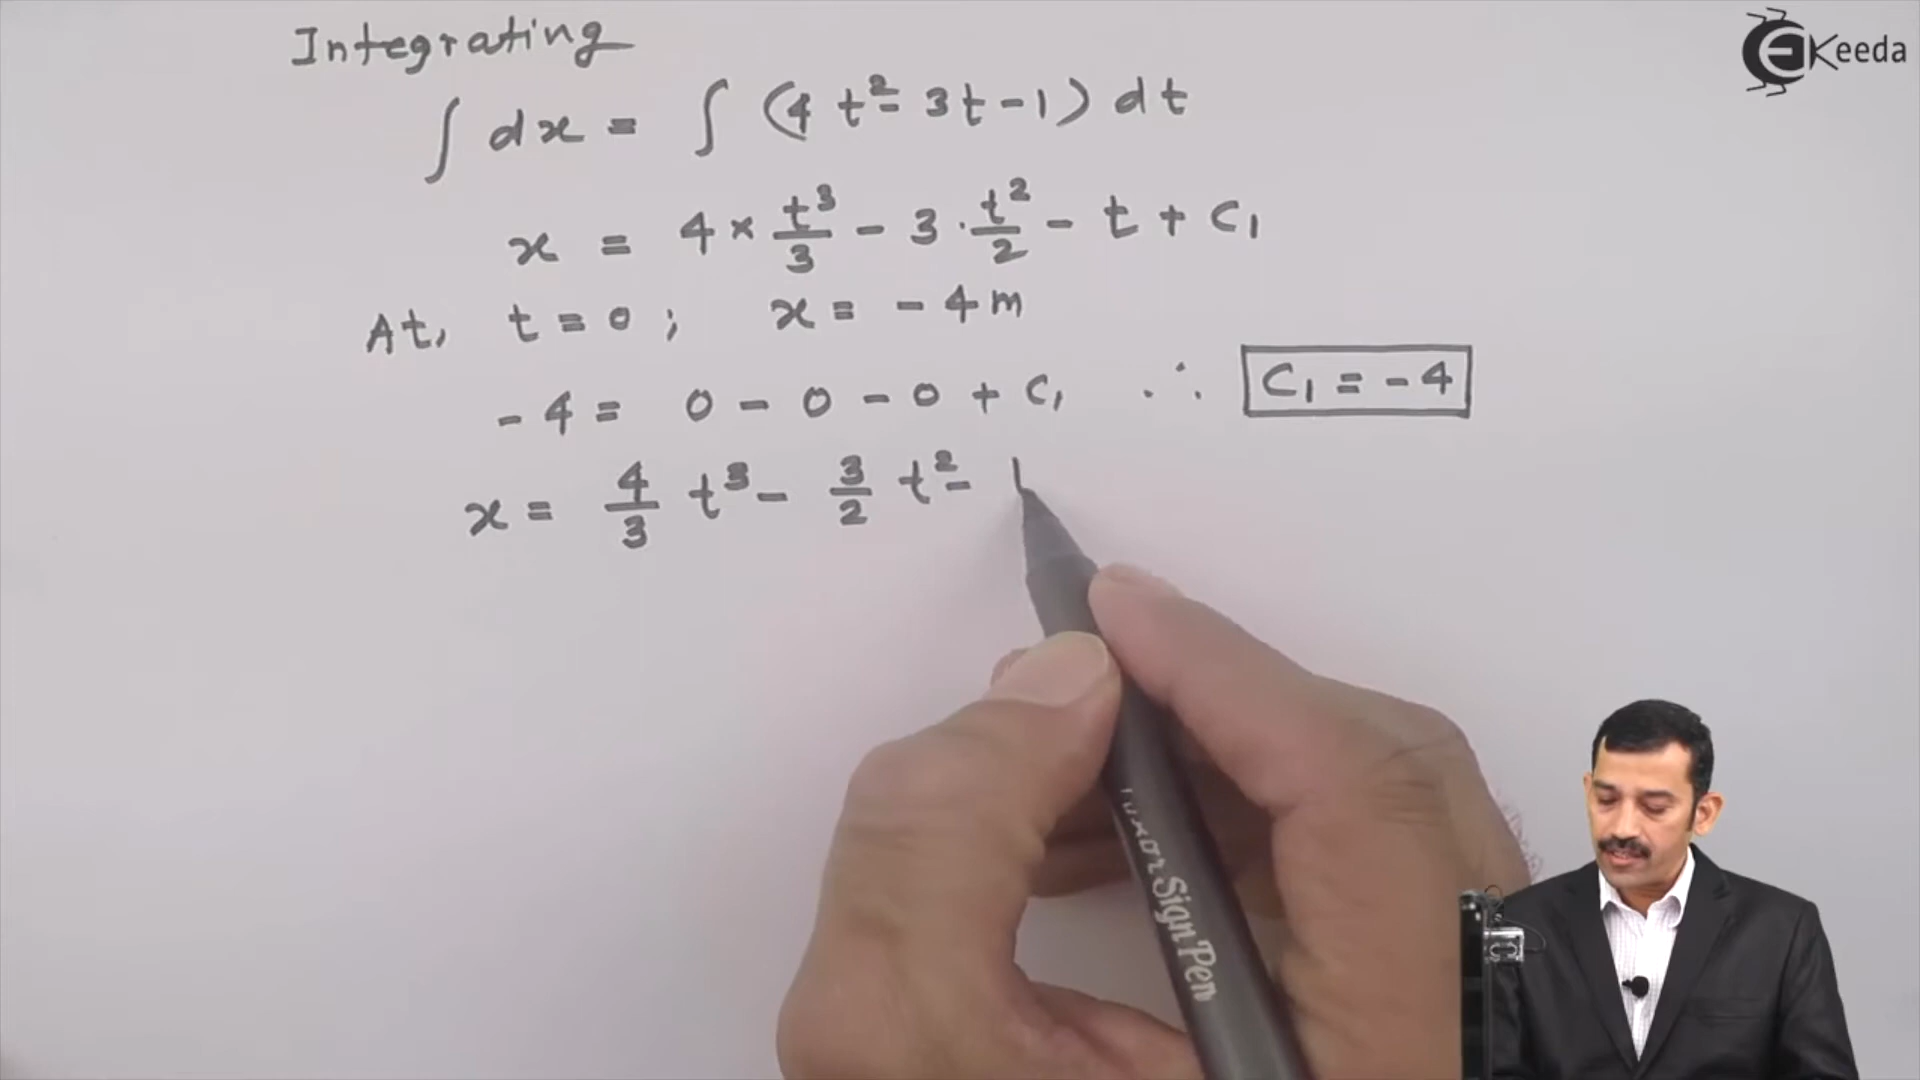 Integrating
EKeeda
∫ dx = ∫ (4t² - 3t - 1) dt
x = 4 × t³/3 - 3 · t²/2 - t + C₁
At, t = 0 ; x = - 4 m
- 4 = 0 - 0 - 0 + C₁ ∴ C₁ = - 4
x = 4/3 t³ - 3/2 t² -
Sign Pen